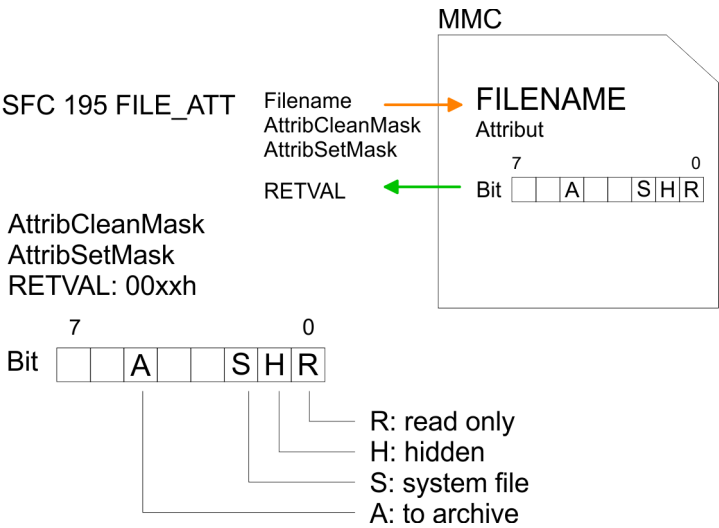 MMC
SFC 195 FILE_ATT
Filename
AttribCleanMask
AttribSetMask
RETVAL
FILENAME
Attribut
7 0
Bit A S H R
AttribCleanMask
AttribSetMask
RETVAL: 00xxh
7 0
Bit A S H R
R: read only
H: hidden
S: system file
A: to archive